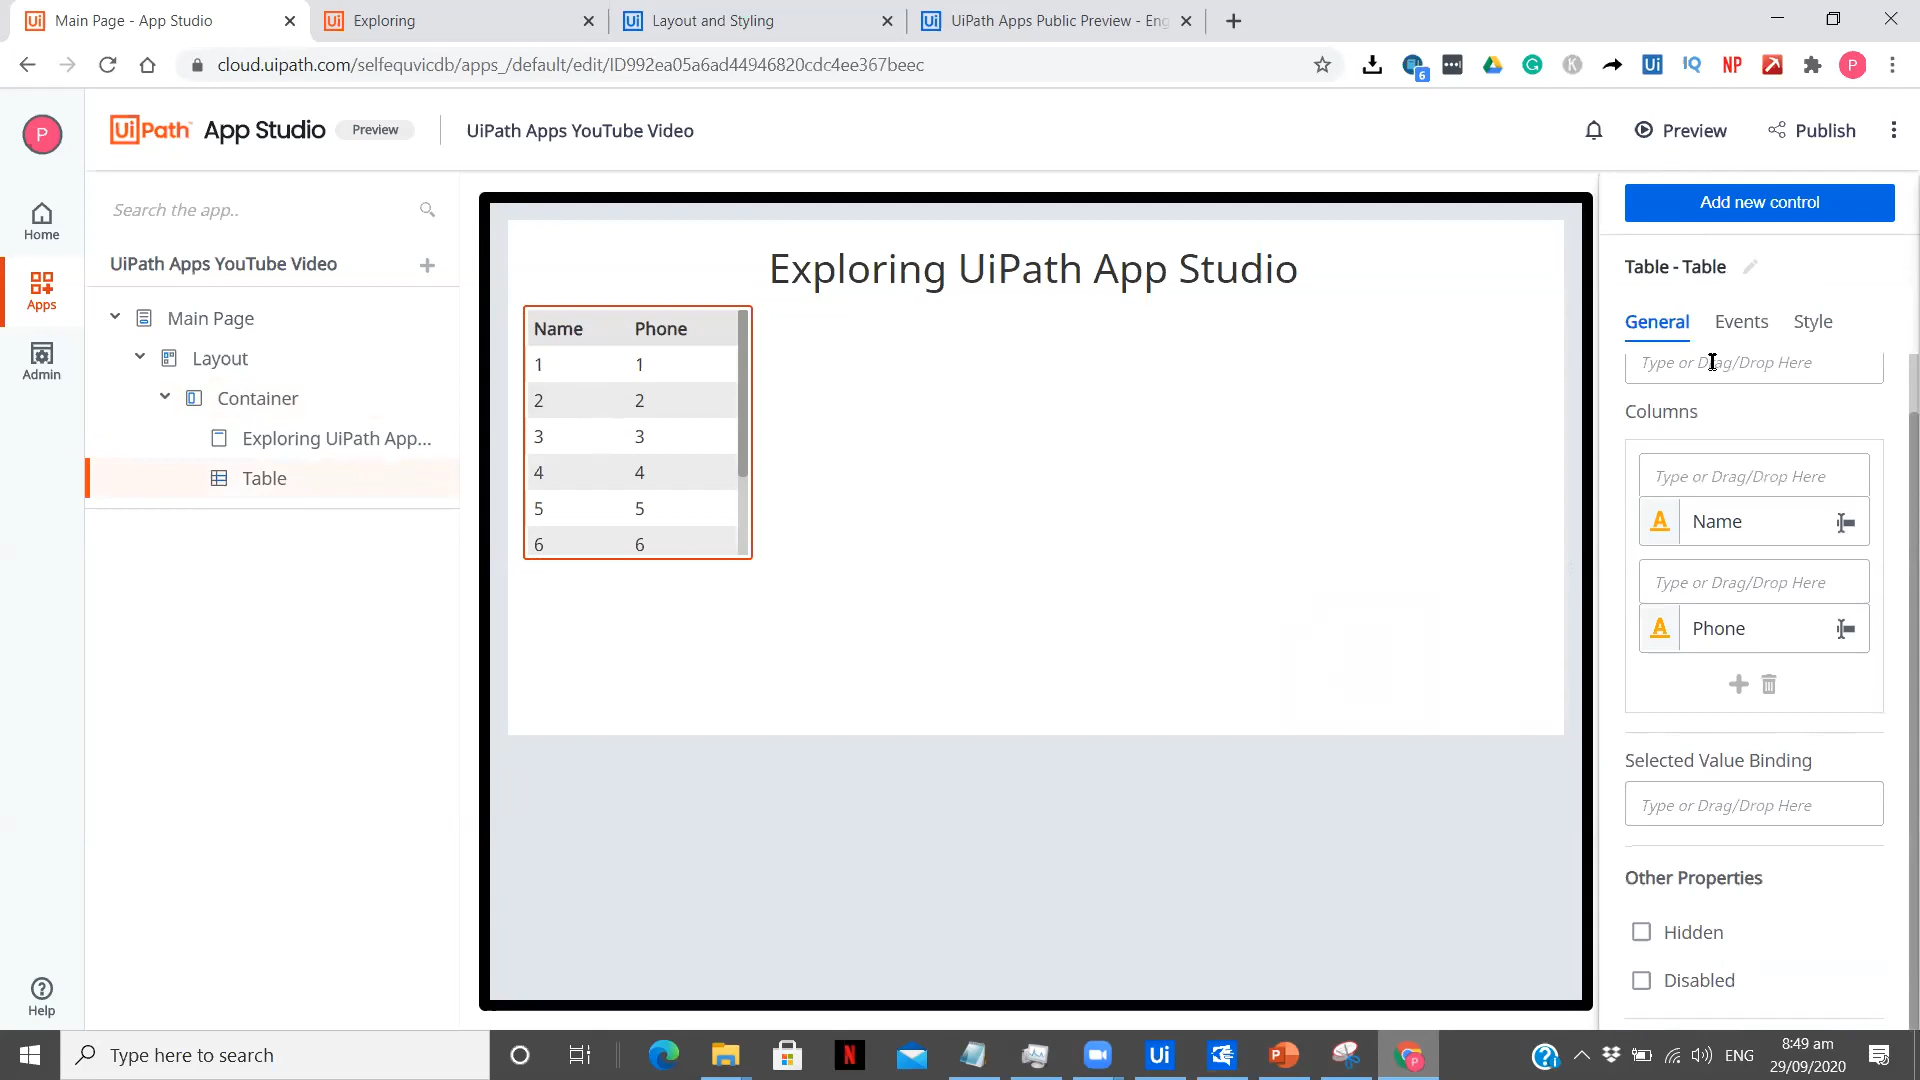 Main Page - App Studio
Exploring
Layout and Styling
UiPath Apps Public Preview - Eng
cloud.uipath.com/selfequvicdb/apps_/default/edit/ID992ea05a6ad44946820cdc4ee367beec
6
Ui
IQ
NP
P
P
UiPath App Studio
Preview
UiPath Apps YouTube Video
Preview
Publish
Search the app..
Add new control
Home
UiPath Apps YouTube Video
Table - Table
Apps
Main Page
General
Events
Style
Admin
Layout
Container
Exploring UiPath App...
Table
Exploring UiPath App Studio
Name Phone
1 1
2 2
3 3
4 4
5 5
6 6
Type or Drag/Drop Here
Columns
Type or Drag/Drop Here
A Name
Type or Drag/Drop Here
A Phone
Selected Value Binding
Type or Drag/Drop Here
Other Properties
Hidden
Disabled
Help
Type here to search
N
Ui
ENG
8:49 am
29/09/2020